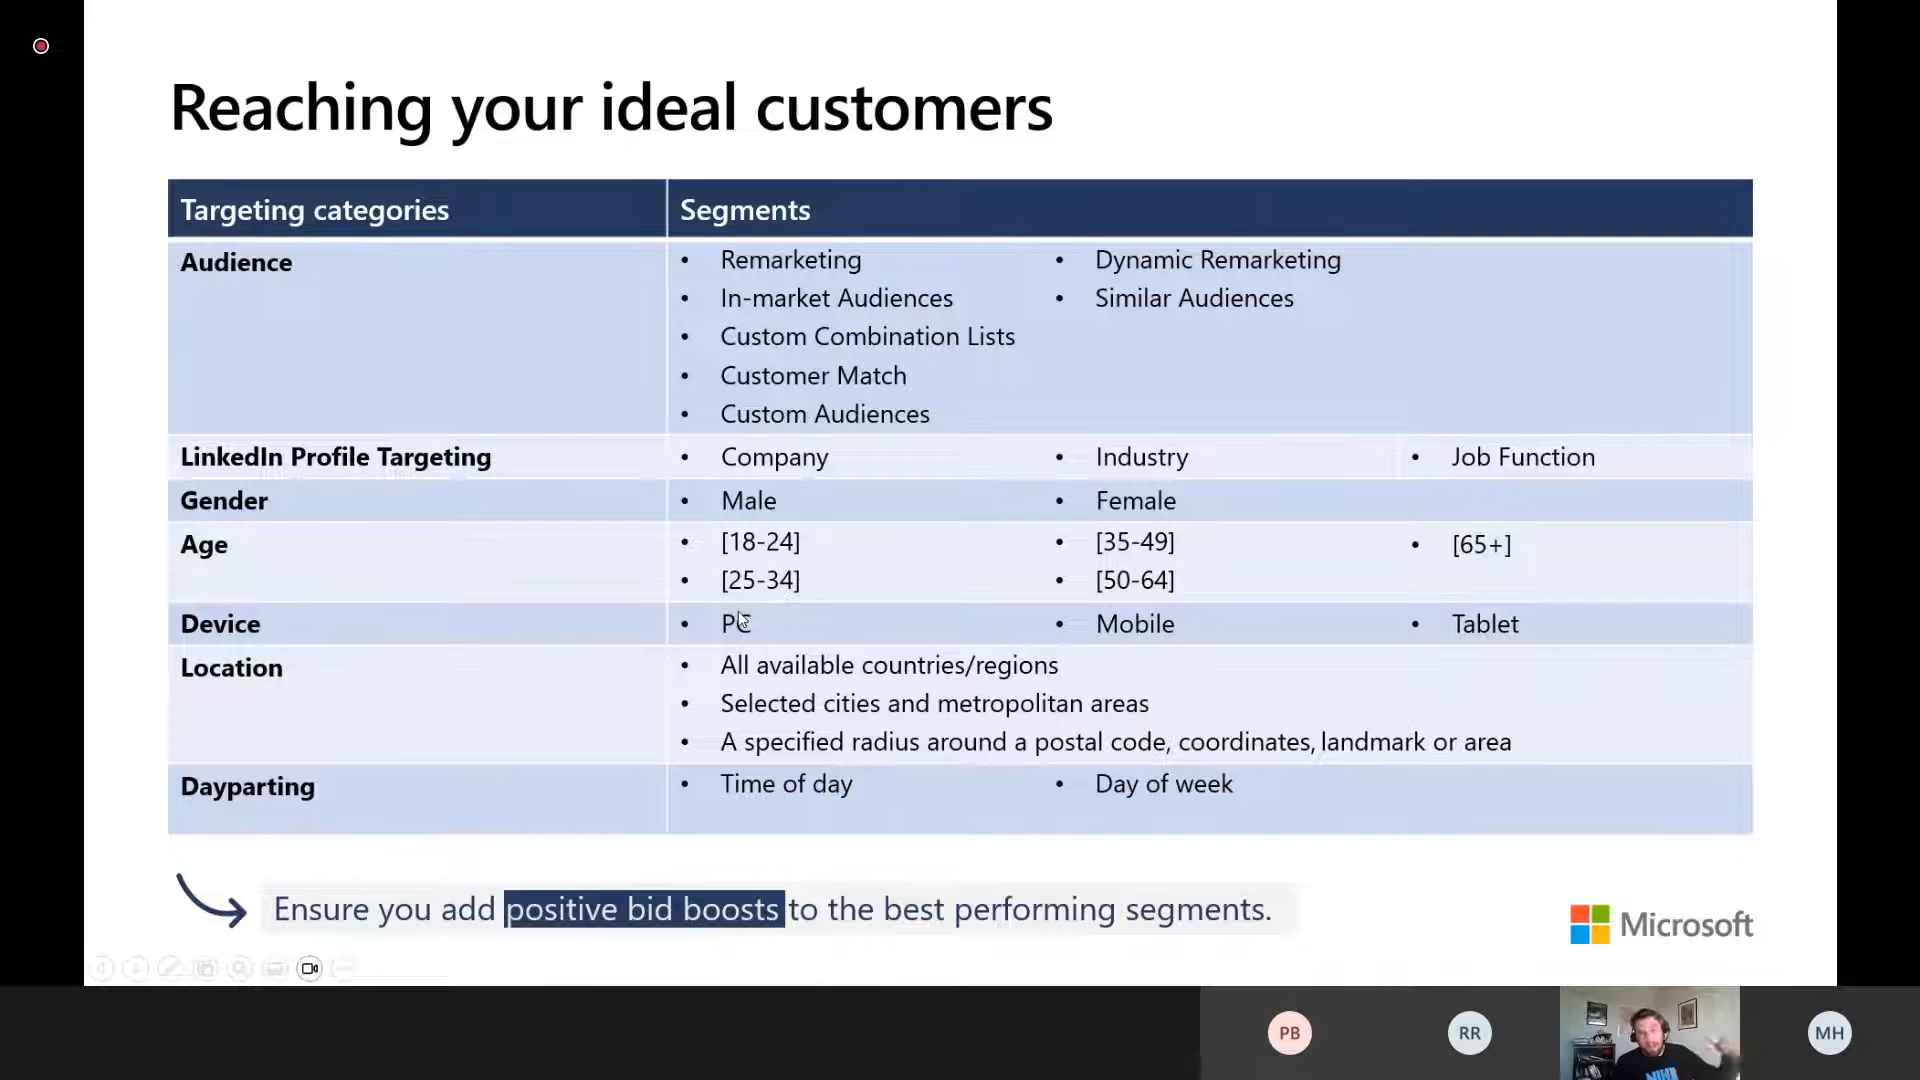 Reaching your ideal customers
Targeting categories
Segments
Audience
• Remarketing
• In-market Audiences
• Custom Combination Lists
• Customer Match
• Custom Audiences
• Dynamic Remarketing
• Similar Audiences
LinkedIn Profile Targeting
• Company
• Industry
• Job Function
Gender
• Male
• Female
Age
• [18-24]
• [25-34]
• [35-49]
• [50-64]
• [65+]
Device
• PC
• Mobile
• Tablet
Location
• All available countries/regions
• Selected cities and metropolitan areas
• A specified radius around a postal code, coordinates, landmark or area
Dayparting
• Time of day
• Day of week
Ensure you add positive bid boosts to the best performing segments.
Microsoft
PB
RR
MH